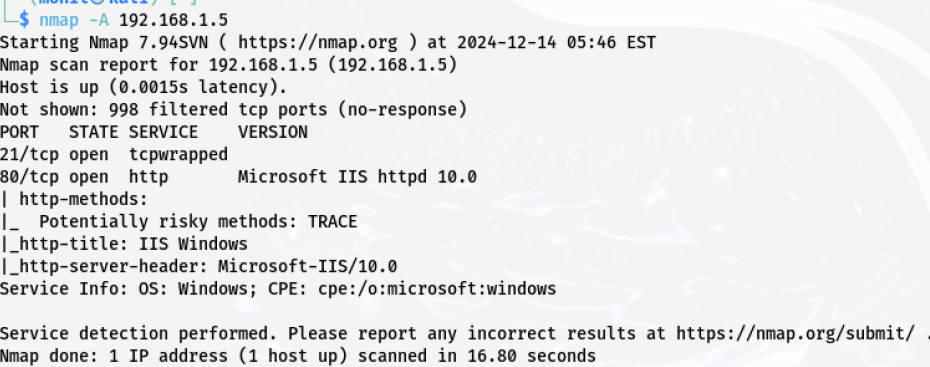 $ nmap -A 192.168.1.5
Starting Nmap 7.94SVN ( https://nmap.org ) at 2024-12-14 05:46 EST
Nmap scan report for 192.168.1.5 (192.168.1.5)
Host is up (0.0015s latency).
Not shown: 998 filtered tcp ports (no-response)
PORT   STATE SERVICE    VERSION
21/tcp open  tcpwrapped
80/tcp open  http       Microsoft IIS httpd 10.0
| http-methods:
|_  Potentially risky methods: TRACE
|_http-title: IIS Windows
|_http-server-header: Microsoft-IIS/10.0
Service Info: OS: Windows; CPE: cpe:/o:microsoft:windows
Service detection performed. Please report any incorrect results at https://nmap.org/submit/ .
Nmap done: 1 IP address (1 host up) scanned in 16.80 seconds